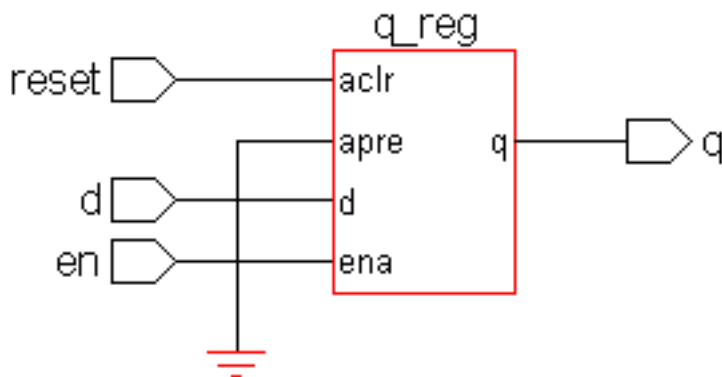 q_reg
reset
aclr
apre
q
q
d
d
en
ena